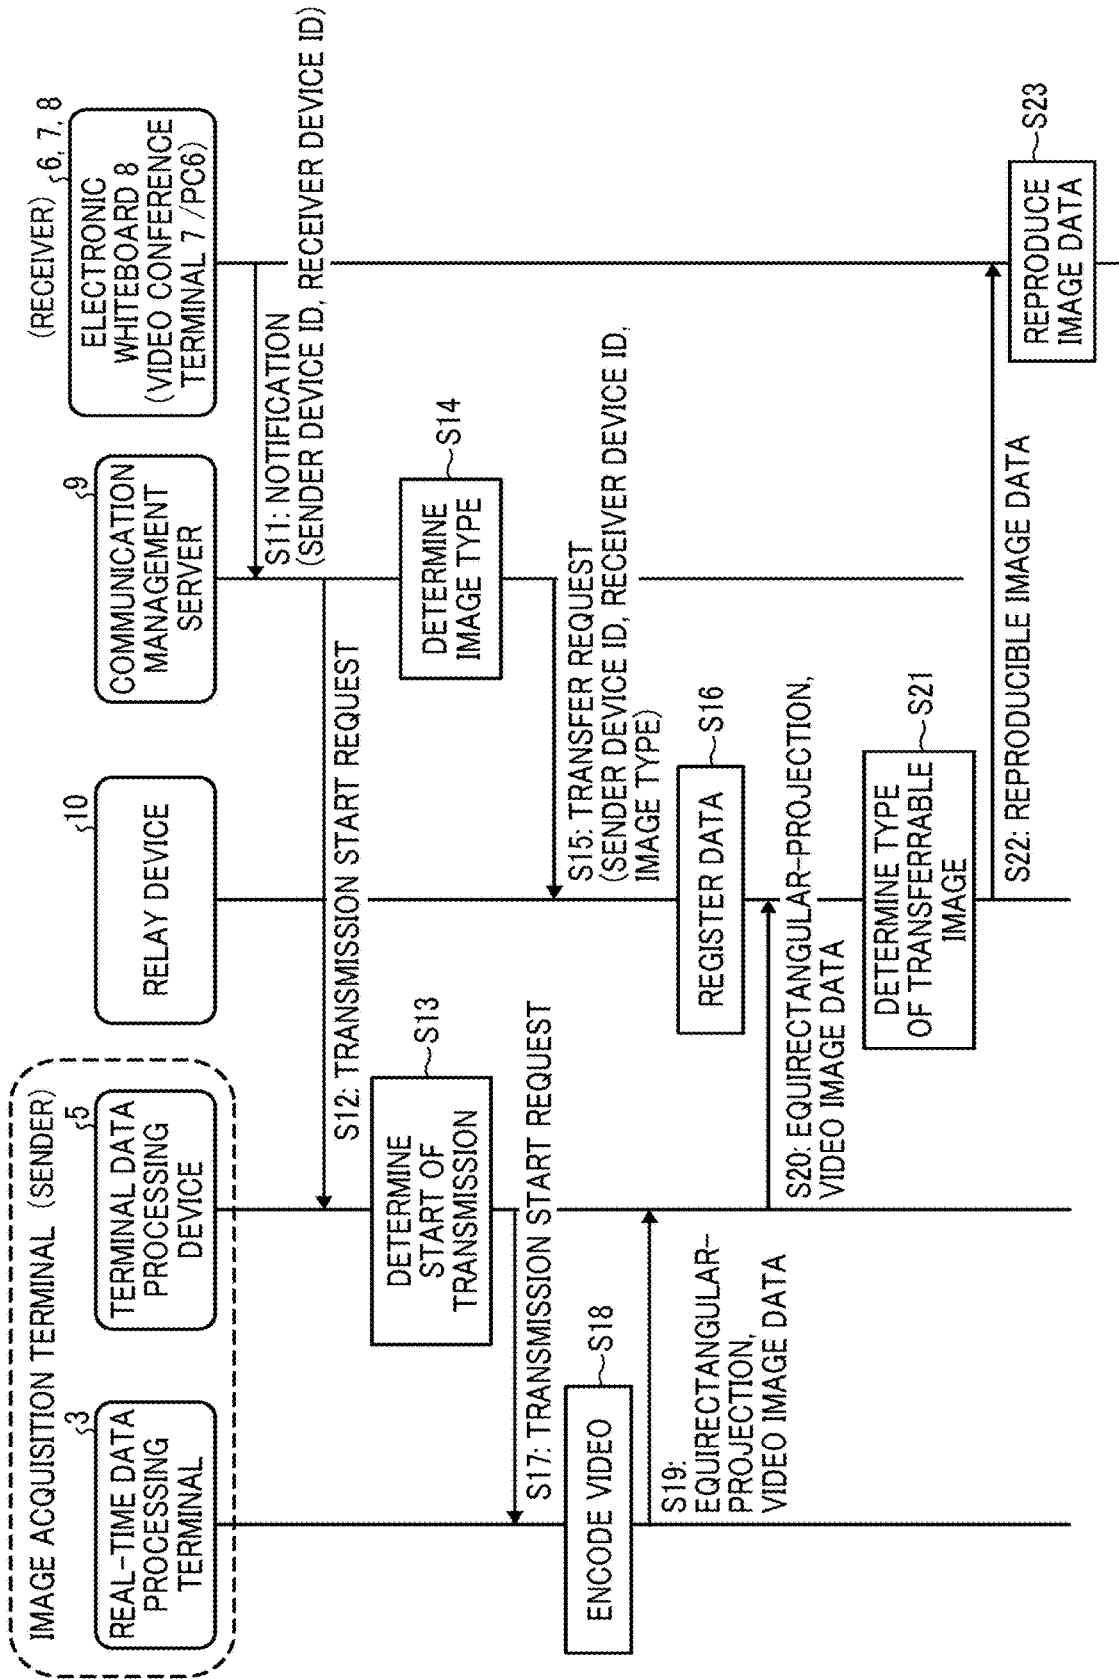 IMAGE ACQUISITION TERMINAL (SENDER)
3
REAL-TIME DATA
PROCESSING
TERMINAL
5
TERMINAL DATA
PROCESSING
DEVICE
10
RELAY DEVICE
9
COMMUNICATION
MANAGEMENT
SERVER
(RECEIVER)
6, 7, 8
ELECTRONIC
WHITEBOARD 8
(VIDEO CONFERENCE
TERMINAL 7 /PC6)
S11: NOTIFICATION
(SENDER DEVICE ID, RECEIVER DEVICE ID)
S12: TRANSMISSION START REQUEST
S13
DETERMINE
START OF
TRANSMISSION
S14
DETERMINE
IMAGE TYPE
S15: TRANSFER REQUEST
(SENDER DEVICE ID, RECEIVER DEVICE ID,
IMAGE TYPE)
S16
REGISTER DATA
S17: TRANSMISSION START REQUEST
S18
ENCODE VIDEO
S19:
EQUIRECTANGULAR-
PROJECTION,
VIDEO IMAGE DATA
S20: EQUIRECTANGULAR-PROJECTION,
VIDEO IMAGE DATA
S21
DETERMINE TYPE
OF TRANSFERRABLE
IMAGE
S22: REPRODUCIBLE IMAGE DATA
S23
REPRODUCE
IMAGE DATA